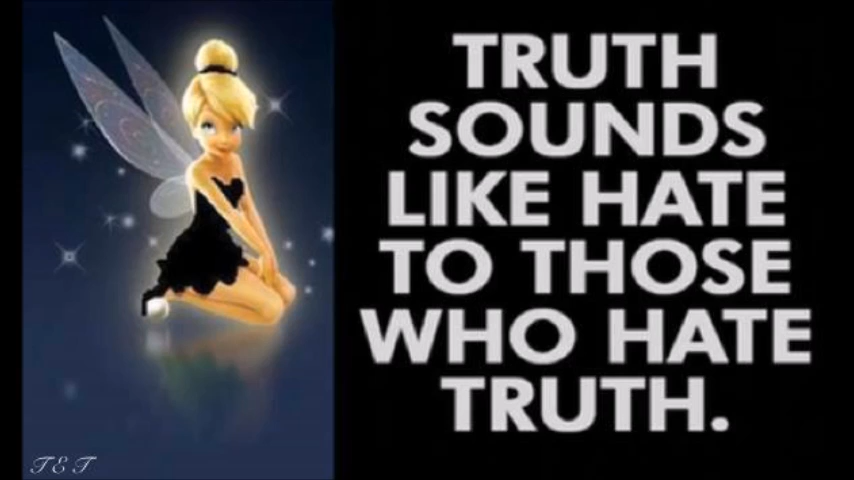 TRUTH
SOUNDS
LIKE HATE
TO THOSE
WHO HATE
TRUTH.
T&T